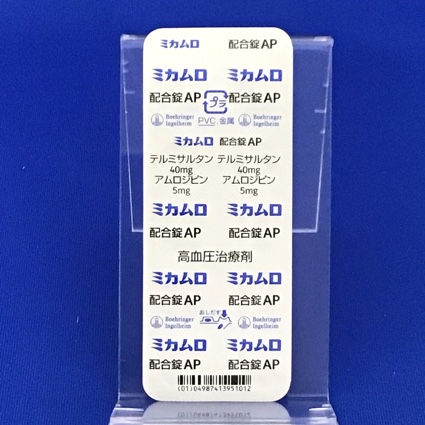 ミカムロ 配合錠AP
ミカムロ ミカムロ
配合錠AP プラ 配合錠AP
Boehringer Ingelheim PVC,金属 Boehringer Ingelheim
ミカムロ 配合錠AP
テルミサルタン テルミサルタン
40mg 40mg
アムロジピン アムロジピン
5mg 5mg
ミカムロ ミカムロ
配合錠AP 配合錠AP
高血圧治療剤
ミカムロ ミカムロ
配合錠AP 配合錠AP
Boehringer Ingelheim おしだす Boehringer Ingelheim
ミカムロ ミカムロ
配合錠AP 配合錠AP
(01)04987413951012